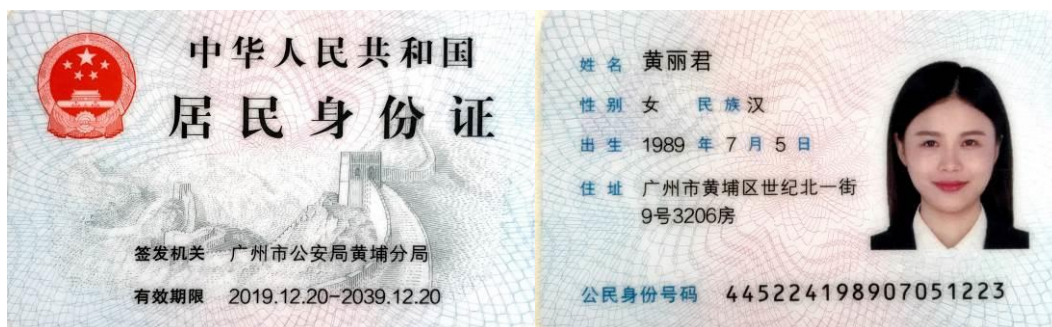 中华人民共和国
居民身份证
签发机关 广州市公安局黄埔分局
有效期限 2019.12.20-2039.12.20
姓名 黄丽君
性别 女 民族 汉
出生 1989 年 7 月 5 日
住址 广州市黄埔区世纪北一街
9号3206房
公民身份号码 445224198907051223